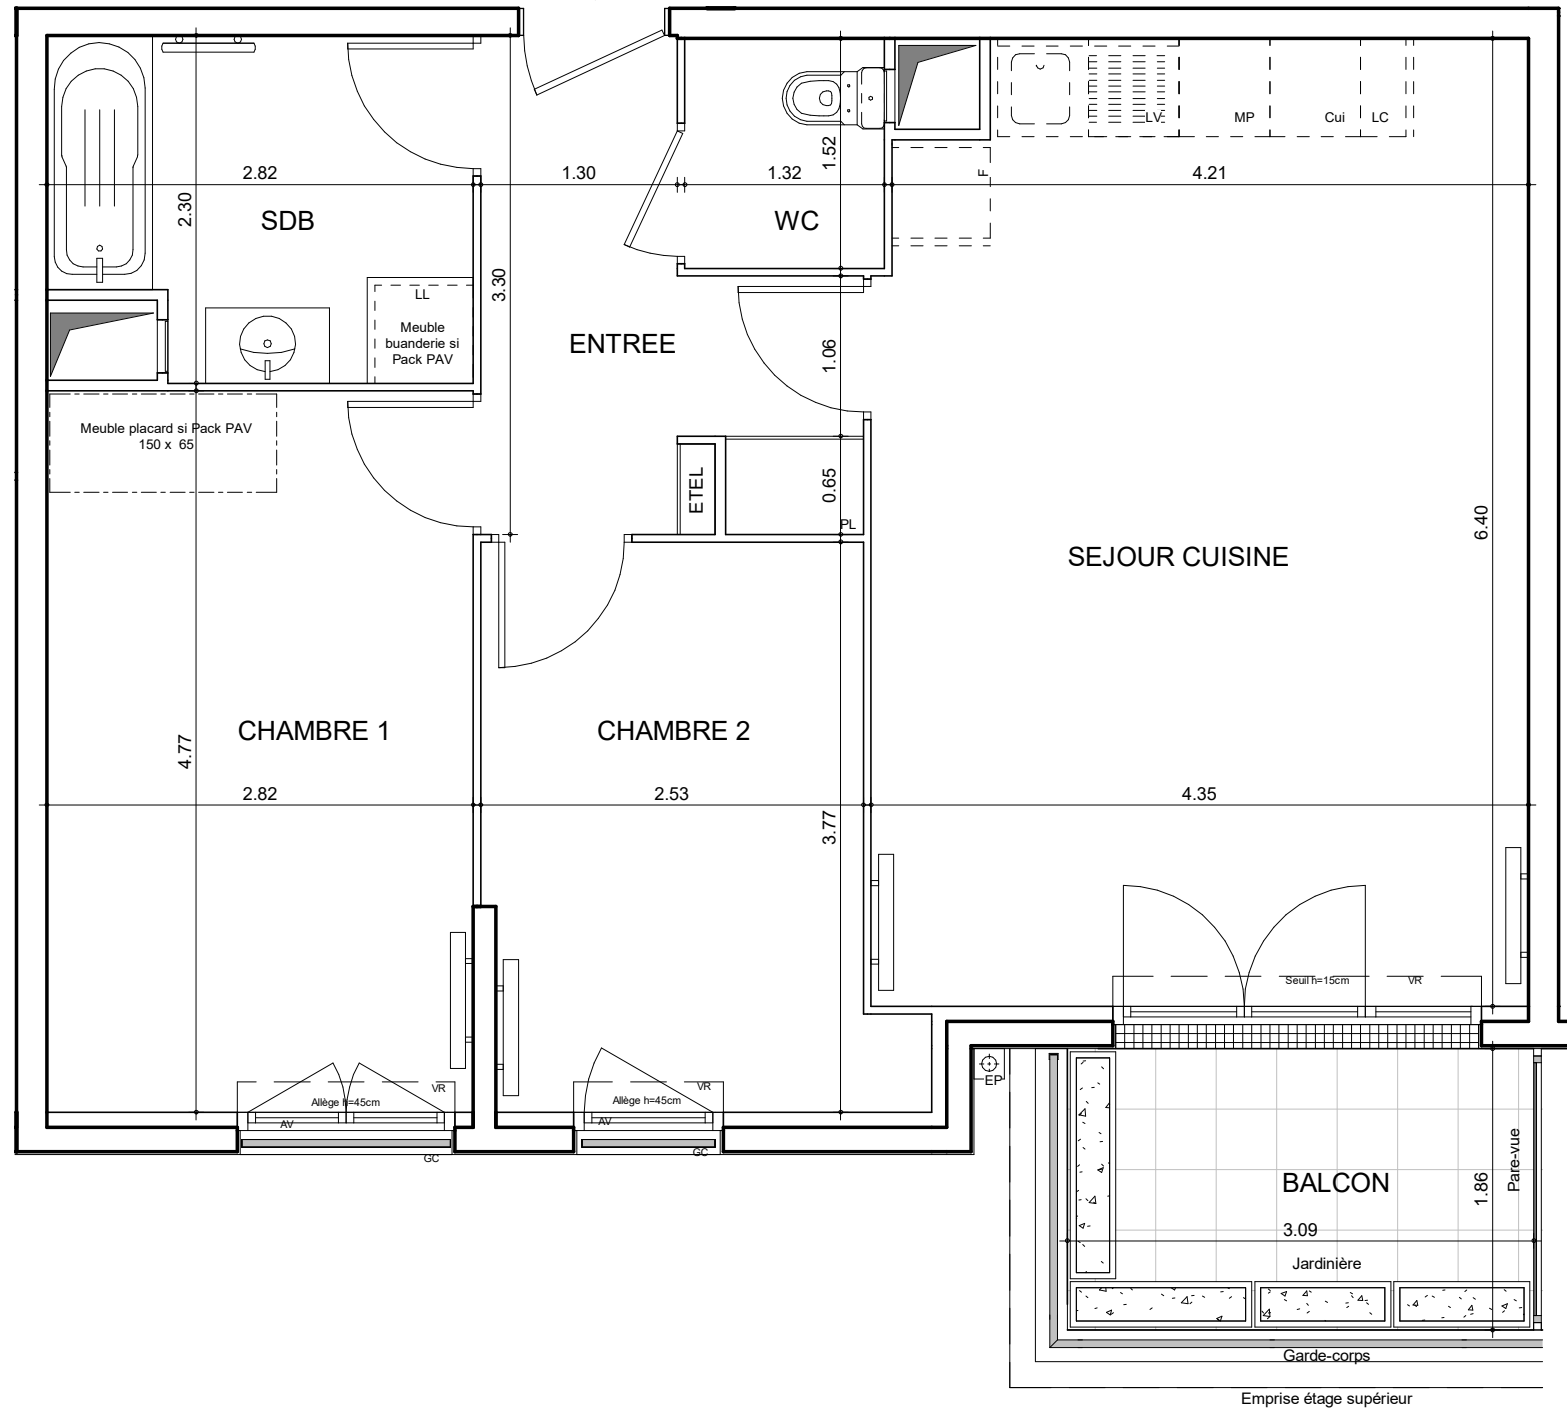 LV
MP
Cui
LC
1.52
2.82
1.30
1.32
4.21
F
2.30
SDB
WC
3.30
LL
Meuble
buanderie si
Pack PAV
ENTREE
1.06
Meuble placard si Pack PAV
150 x 65
ETEL
0.65
PL
6.40
SEJOUR CUISINE
CHAMBRE 1
CHAMBRE 2
4.77
2.82
2.53
4.35
3.77
Seuil h=15cm
VR
VR
Allège h=45cm
AV
GC
VR
Allège h=45cm
AV
GC
EP
BALCON
1.86
Pare-vue
3.09
Jardinière
Garde-corps
Emprise étage supérieur